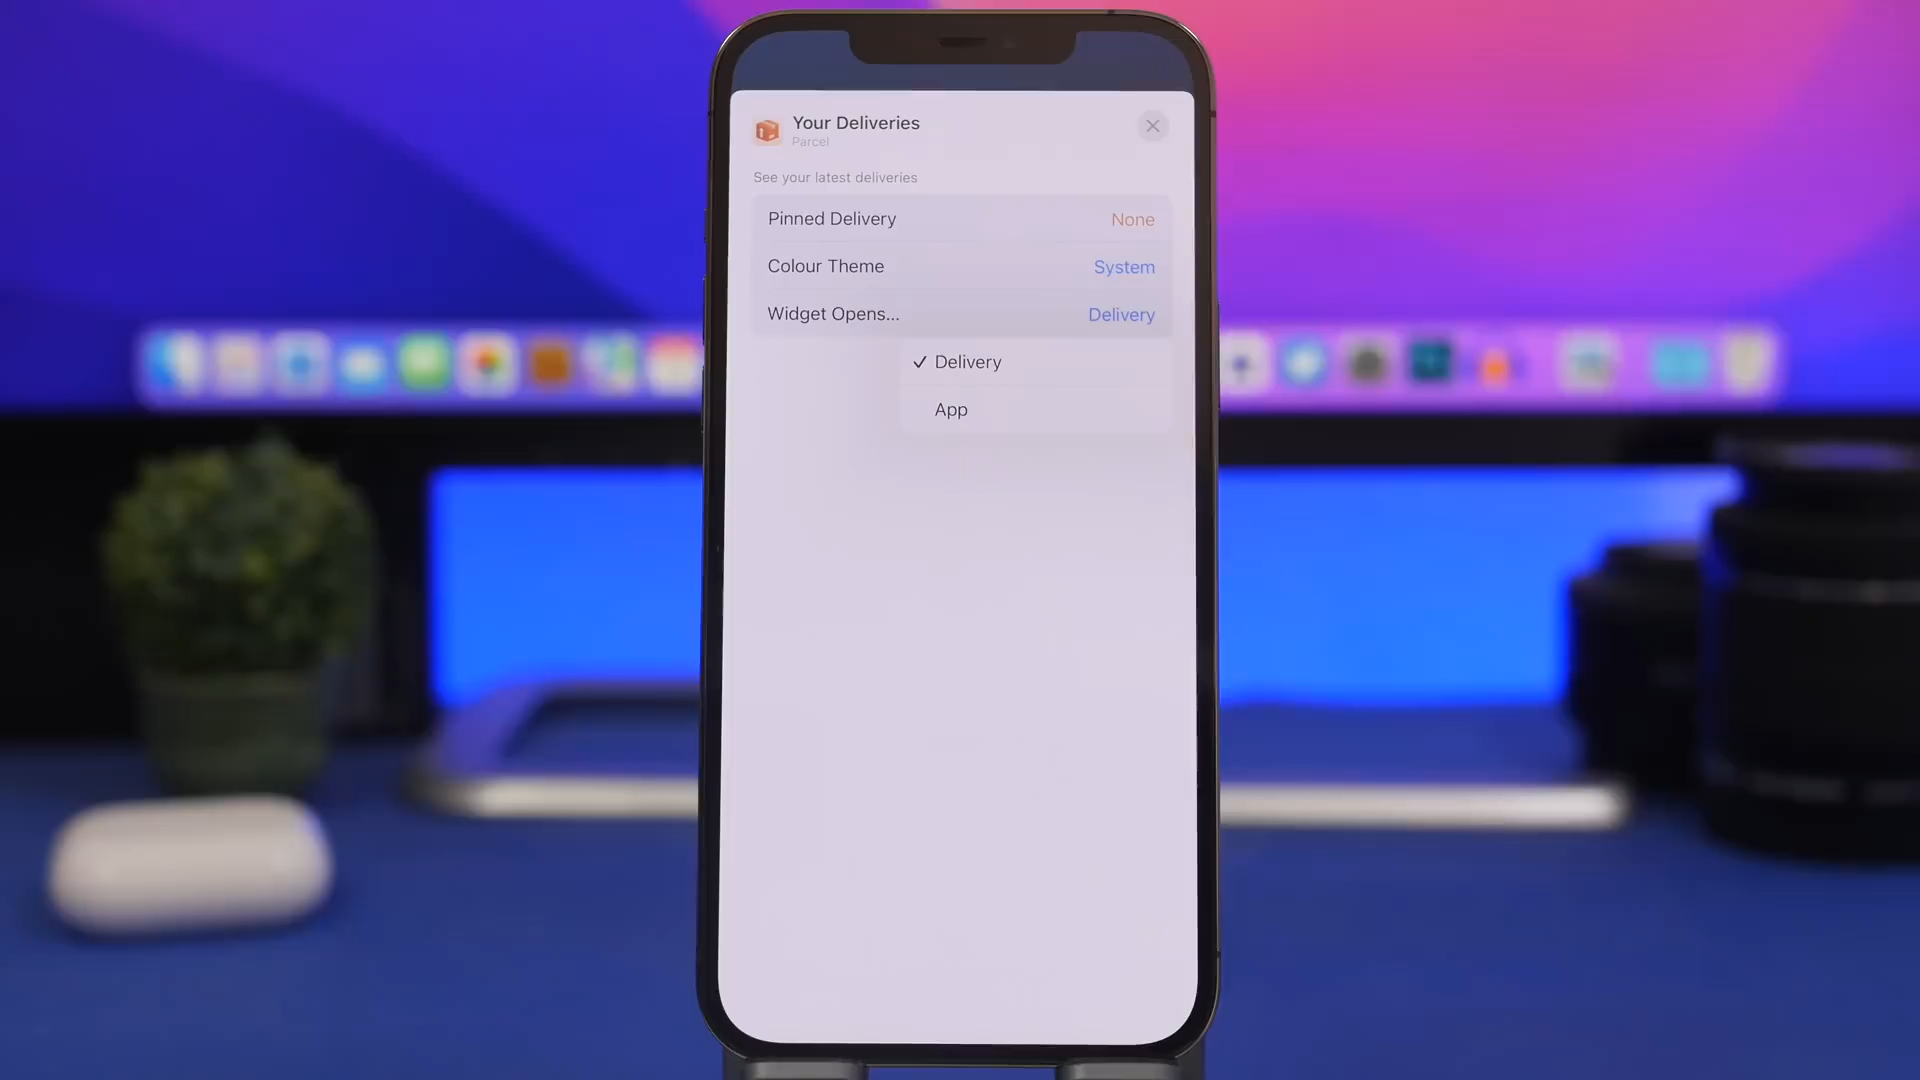 Your Deliveries
Parcel
See your latest deliveries
Pinned Delivery None
Colour Theme System
Widget Opens... Delivery
✓ Delivery
App